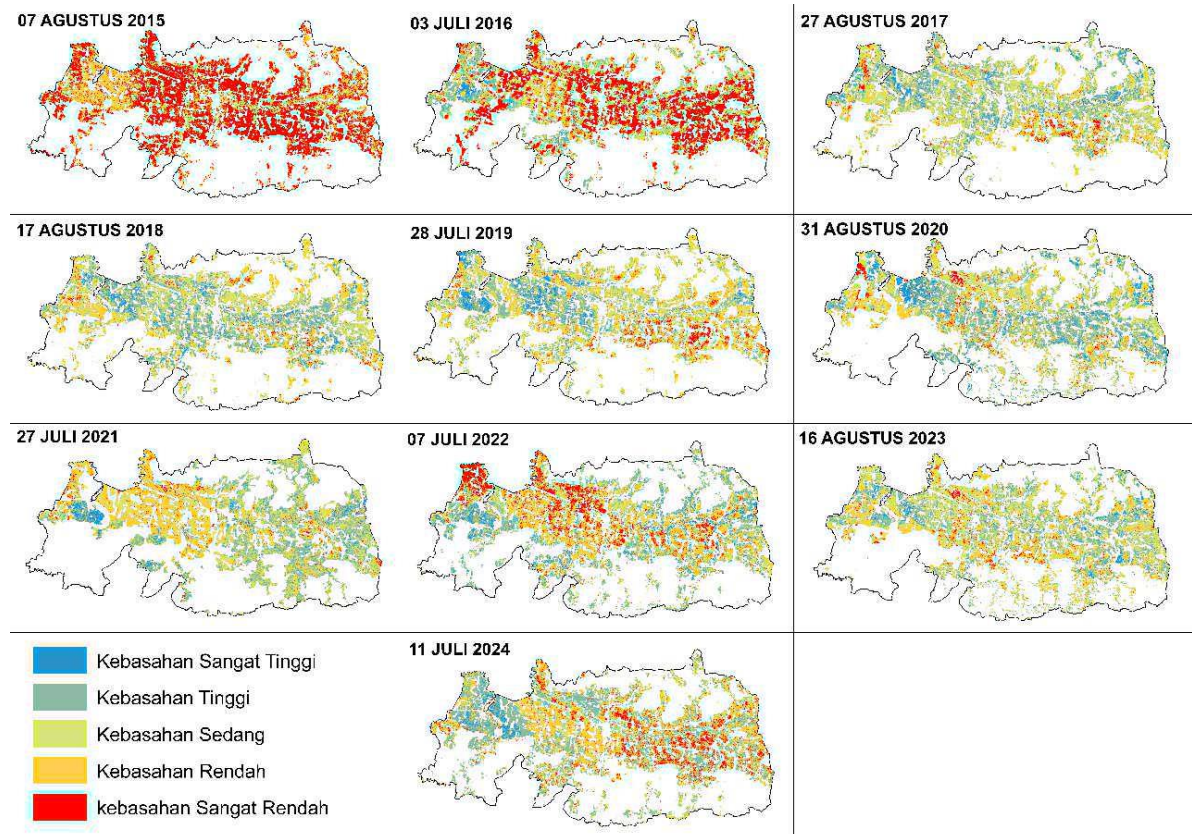 07 AGUSTUS 2015
03 JULI 2016
27 AGUSTUS 2017
17 AGUSTUS 2018
28 JULI 2019
31 AGUSTUS 2020
27 JULI 2021
07 JULI 2022
16 AGUSTUS 2023
11 JULI 2024
Kebasahan Sangat Tinggi
Kebasahan Tinggi
Kebasahan Sedang
Kebasahan Rendah
kebasahan Sangat Rendah